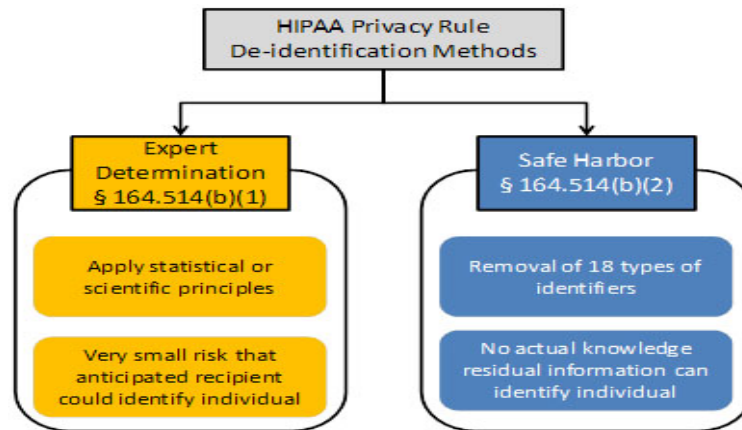 HIPAA Privacy Rule
De-identification Methods
Expert
Determination
§ 164.514(b)(1)
Apply statistical or
scientific principles
Very small risk that
anticipated recipient
could identify individual
Safe Harbor
§ 164.514(b)(2)
Removal of 18 types of
identifiers
No actual knowledge
residual information can
identify individual